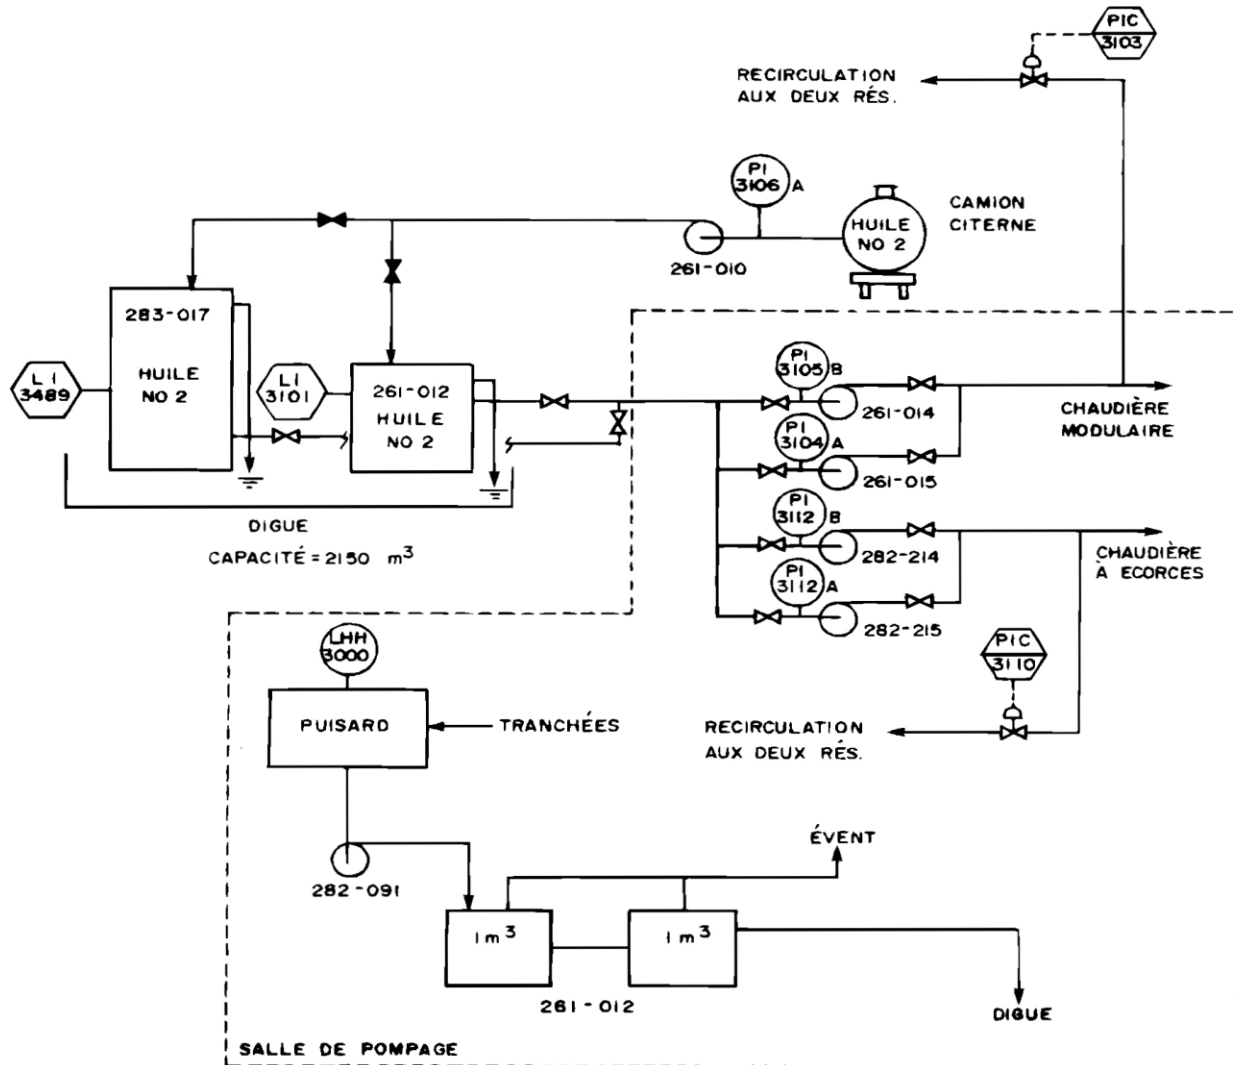 PIC
3103
RECIRCULATION
AUX DEUX RÉS.
PI
3106 A
CAMION
CITERNE
HUILE
NO 2
261-010
283-017
HUILE
NO 2
LI
3489
LI
3101
261-012
HUILE
NO 2
PI
3105 B
261-014
CHAUDIÈRE
MODULAIRE
PI
3104 A
261-015
PI
3112 B
282-214
CHAUDIÈRE
À ECORCES
PI
3112 A
282-215
DIGUE
CAPACITÉ = 2150 m³
PIC
3110
RECIRCULATION
AUX DEUX RÉS.
LHH
3000
PUISARD
TRANCHÉES
282-091
ÉVENT
1 m³
1 m³
261-012
DIGUE
SALLE DE POMPAGE